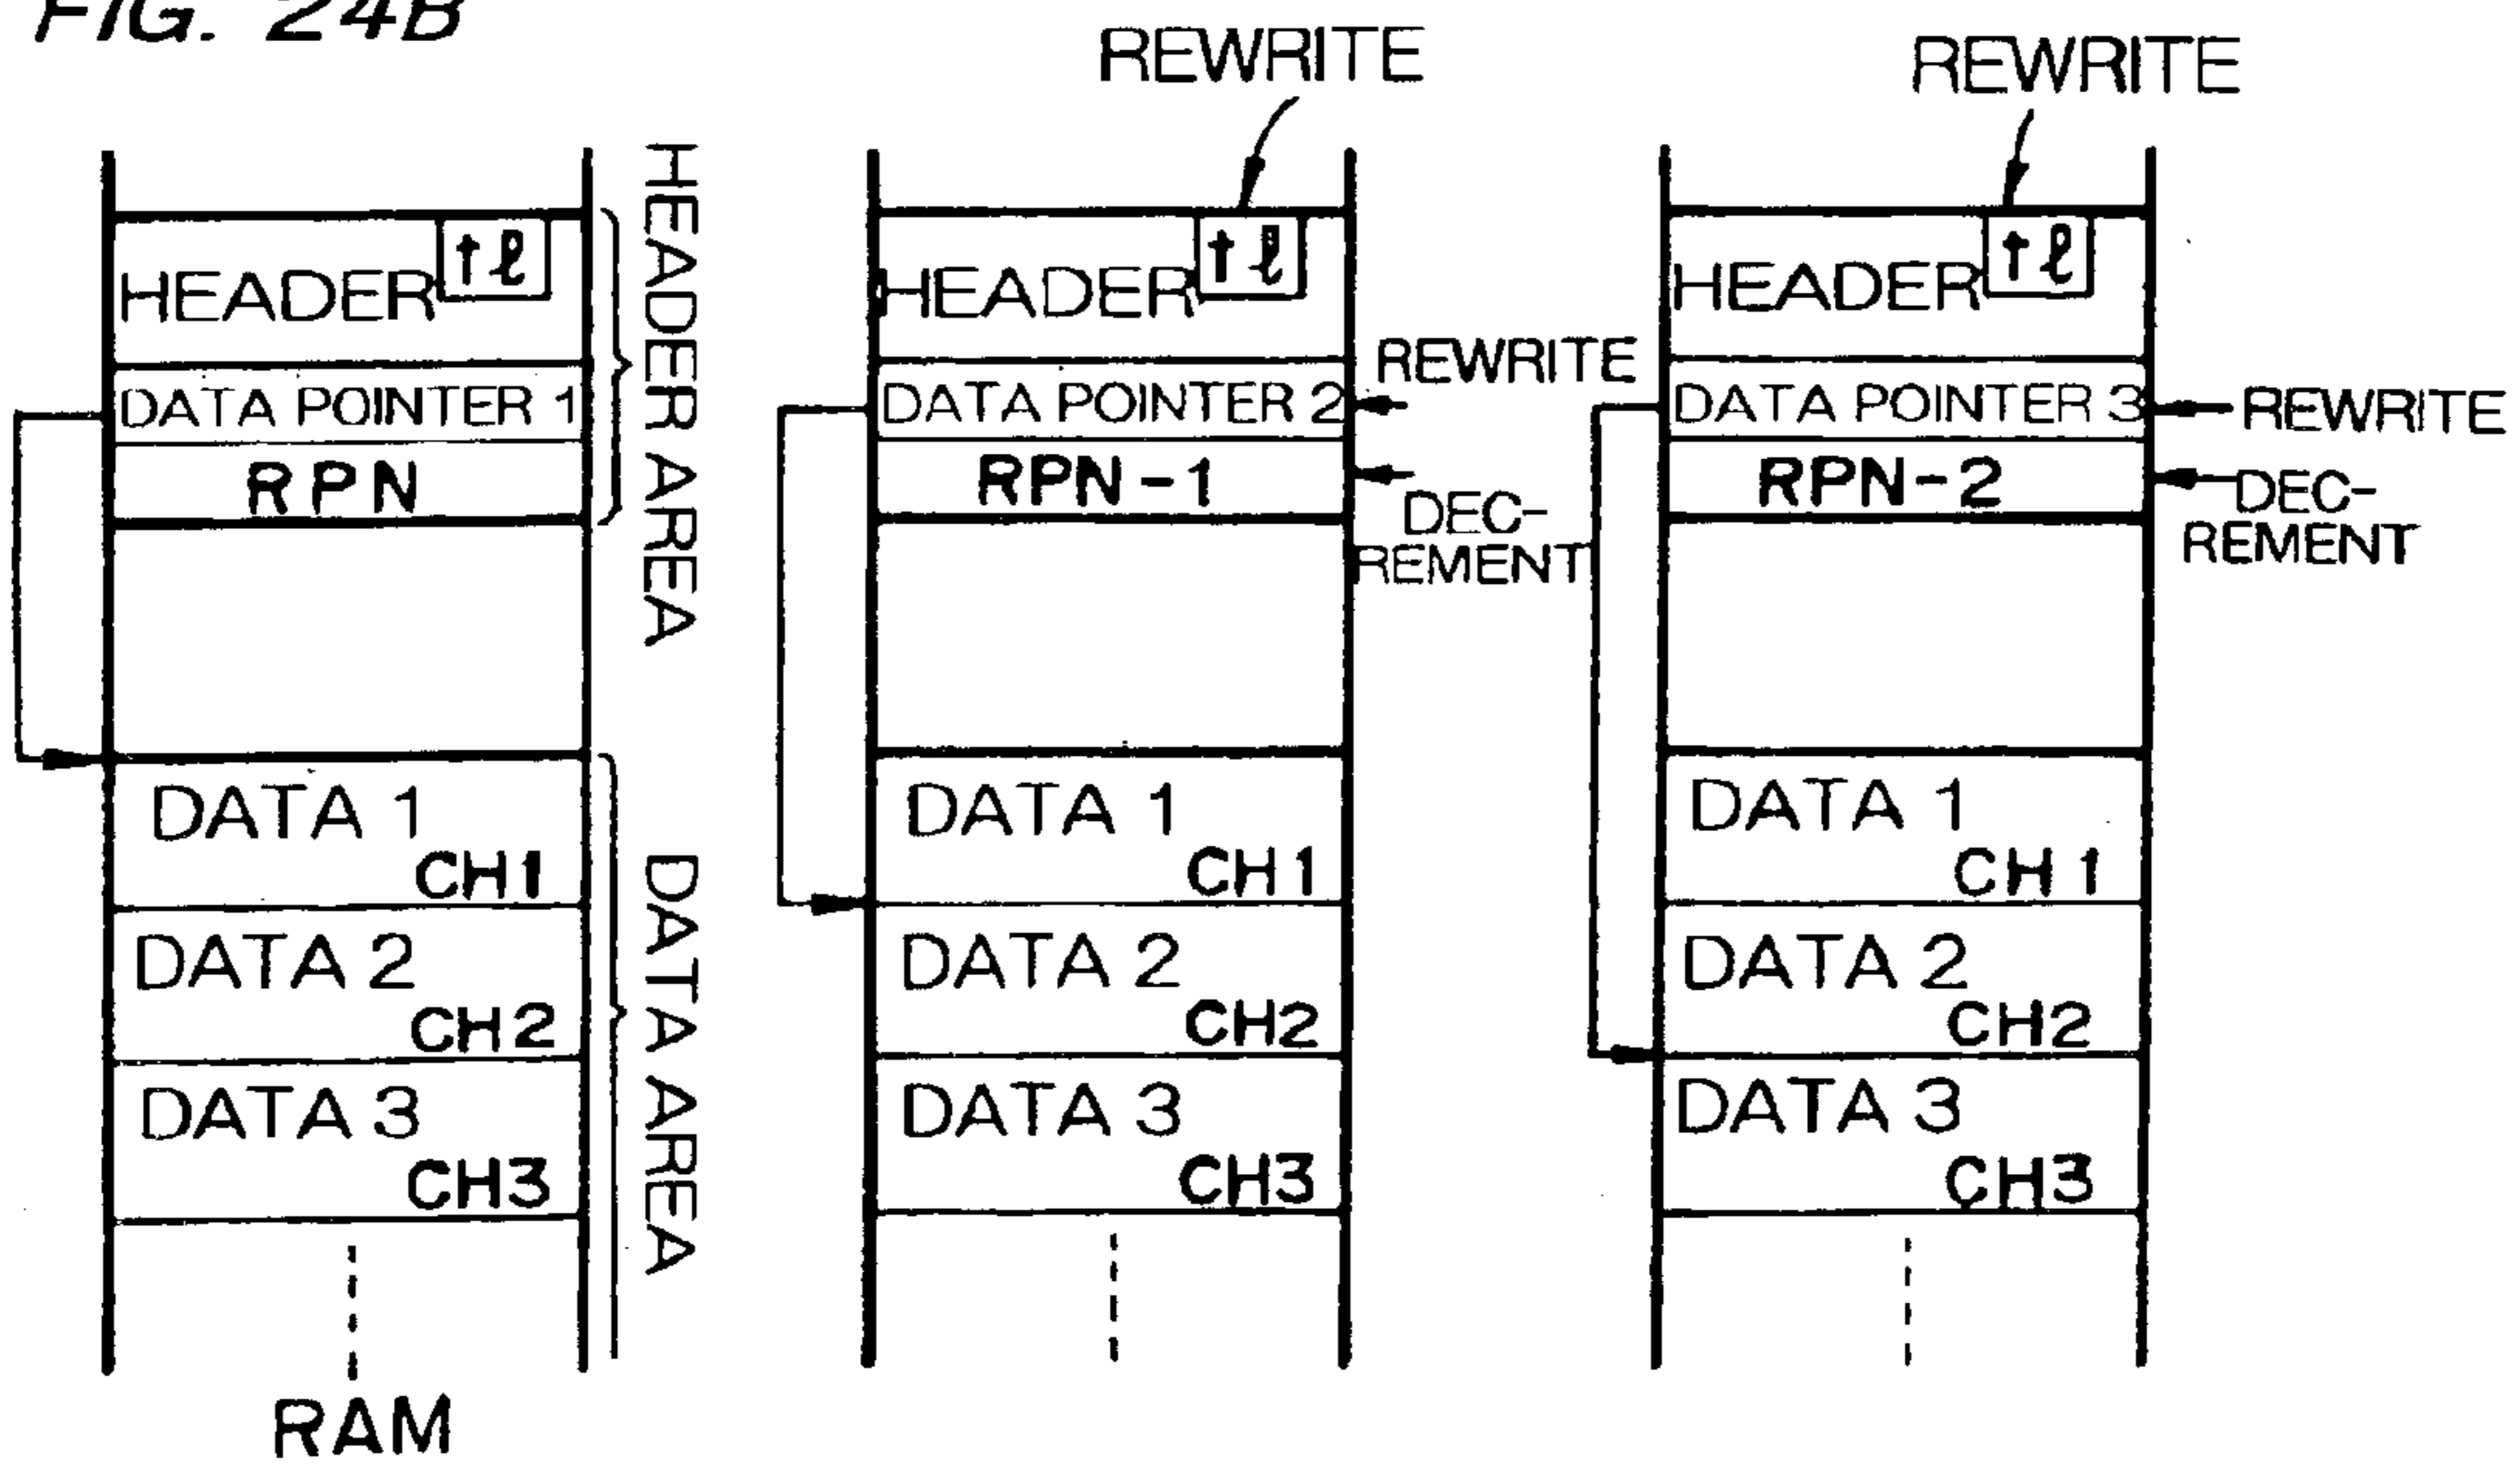 FIG. 24B
REWRITE
REWRITE
HEADER tℓ
DATA POINTER 1
RPN
DATA 1
CH1
DATA 2
CH2
DATA 3
CH3
RAM
HEADER AREA
DATA AREA
HEADER tℓ
DATA POINTER 2
REWRITE
RPN-1
DEC-
REMENT
DATA 1
CH1
DATA 2
CH2
DATA 3
CH3
HEADER tℓ
DATA POINTER 3
REWRITE
RPN-2
DEC-
REMENT
DATA 1
CH1
DATA 2
CH2
DATA 3
CH3